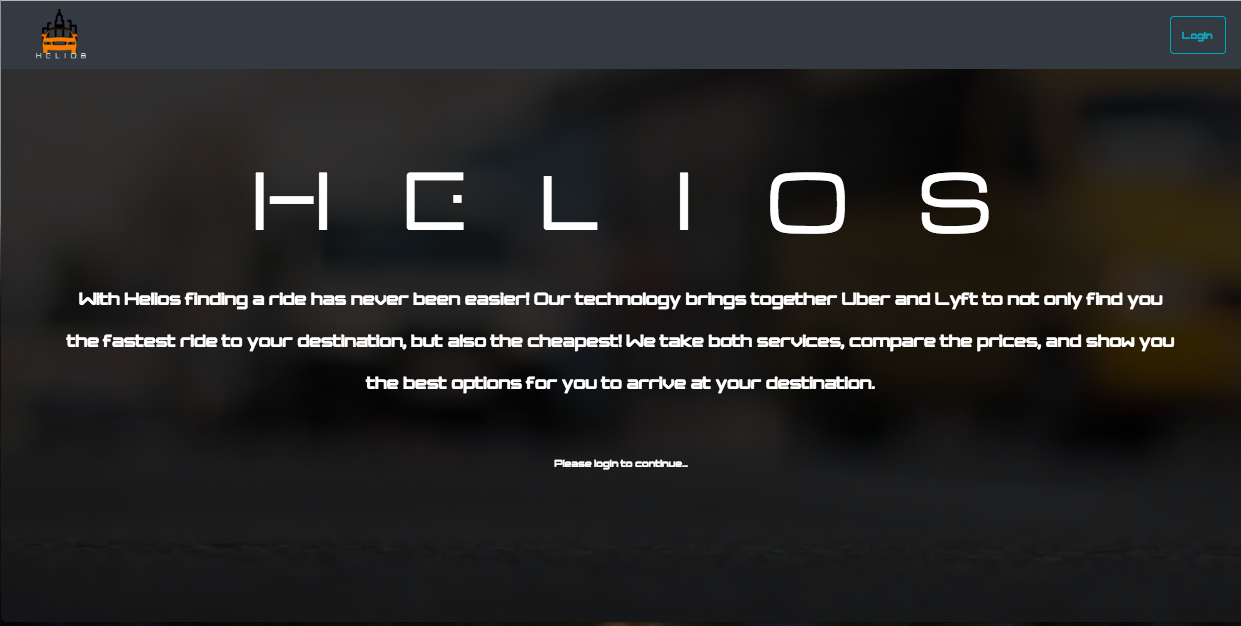 HELIOS
Login
HELIOS
With Helios finding a ride has never been easier! Our technology brings together Uber and Lyft to not only find you
the fastest ride to your destination, but also the cheapest! We take both services, compare the prices, and show you
the best options for you to arrive at your destination.
Please login to continue...